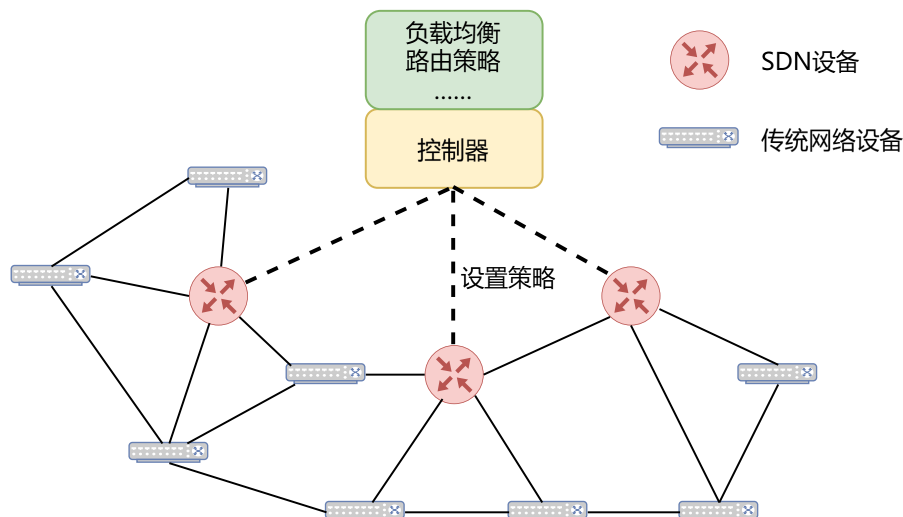 负载均衡
路由策略
......
控制器
设置策略
SDN设备
传统网络设备